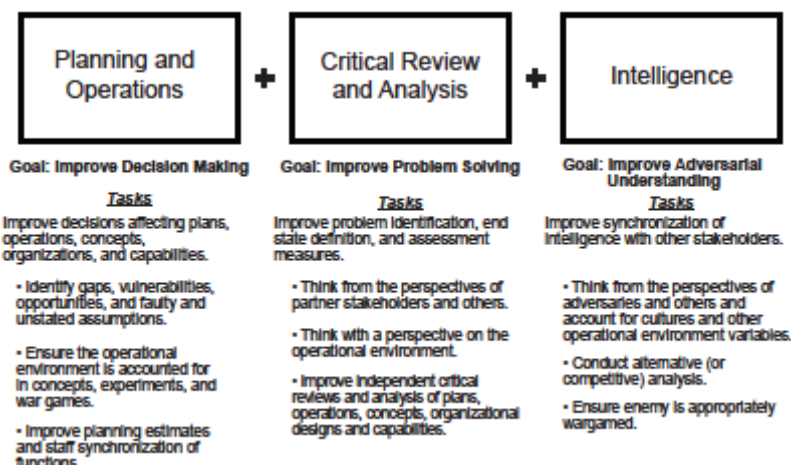 Planning and
Operations
+
Critical Review
and Analysis
+
Intelligence
Goal: Improve Decision Making
Tasks
Improve decisions affecting plans,
operations, concepts,
organizations, and capabilities.
• Identify gaps, vulnerabilities,
opportunities, and faulty and
unstated assumptions.
• Ensure the operational
environment is accounted for
in concepts, experiments, and
war games.
• Improve planning estimates
and staff synchronization of
functions.
Goal: Improve Problem Solving
Tasks
Improve problem identification, end
state definition, and assessment
measures.
• Think from the perspectives of
partner stakeholders and others.
• Think with a perspective on the
operational environment.
• Improve independent critical
reviews and analysis of plans,
operations, concepts, organizational
designs and capabilities.
Goal: Improve Adversarial
Understanding
Tasks
Improve synchronization of
intelligence with other stakeholders.
• Think from the perspectives of
adversaries and others and
account for cultures and other
operational environment variables.
• Conduct alternative (or
competitive) analysis.
• Ensure enemy is appropriately
wargamed.